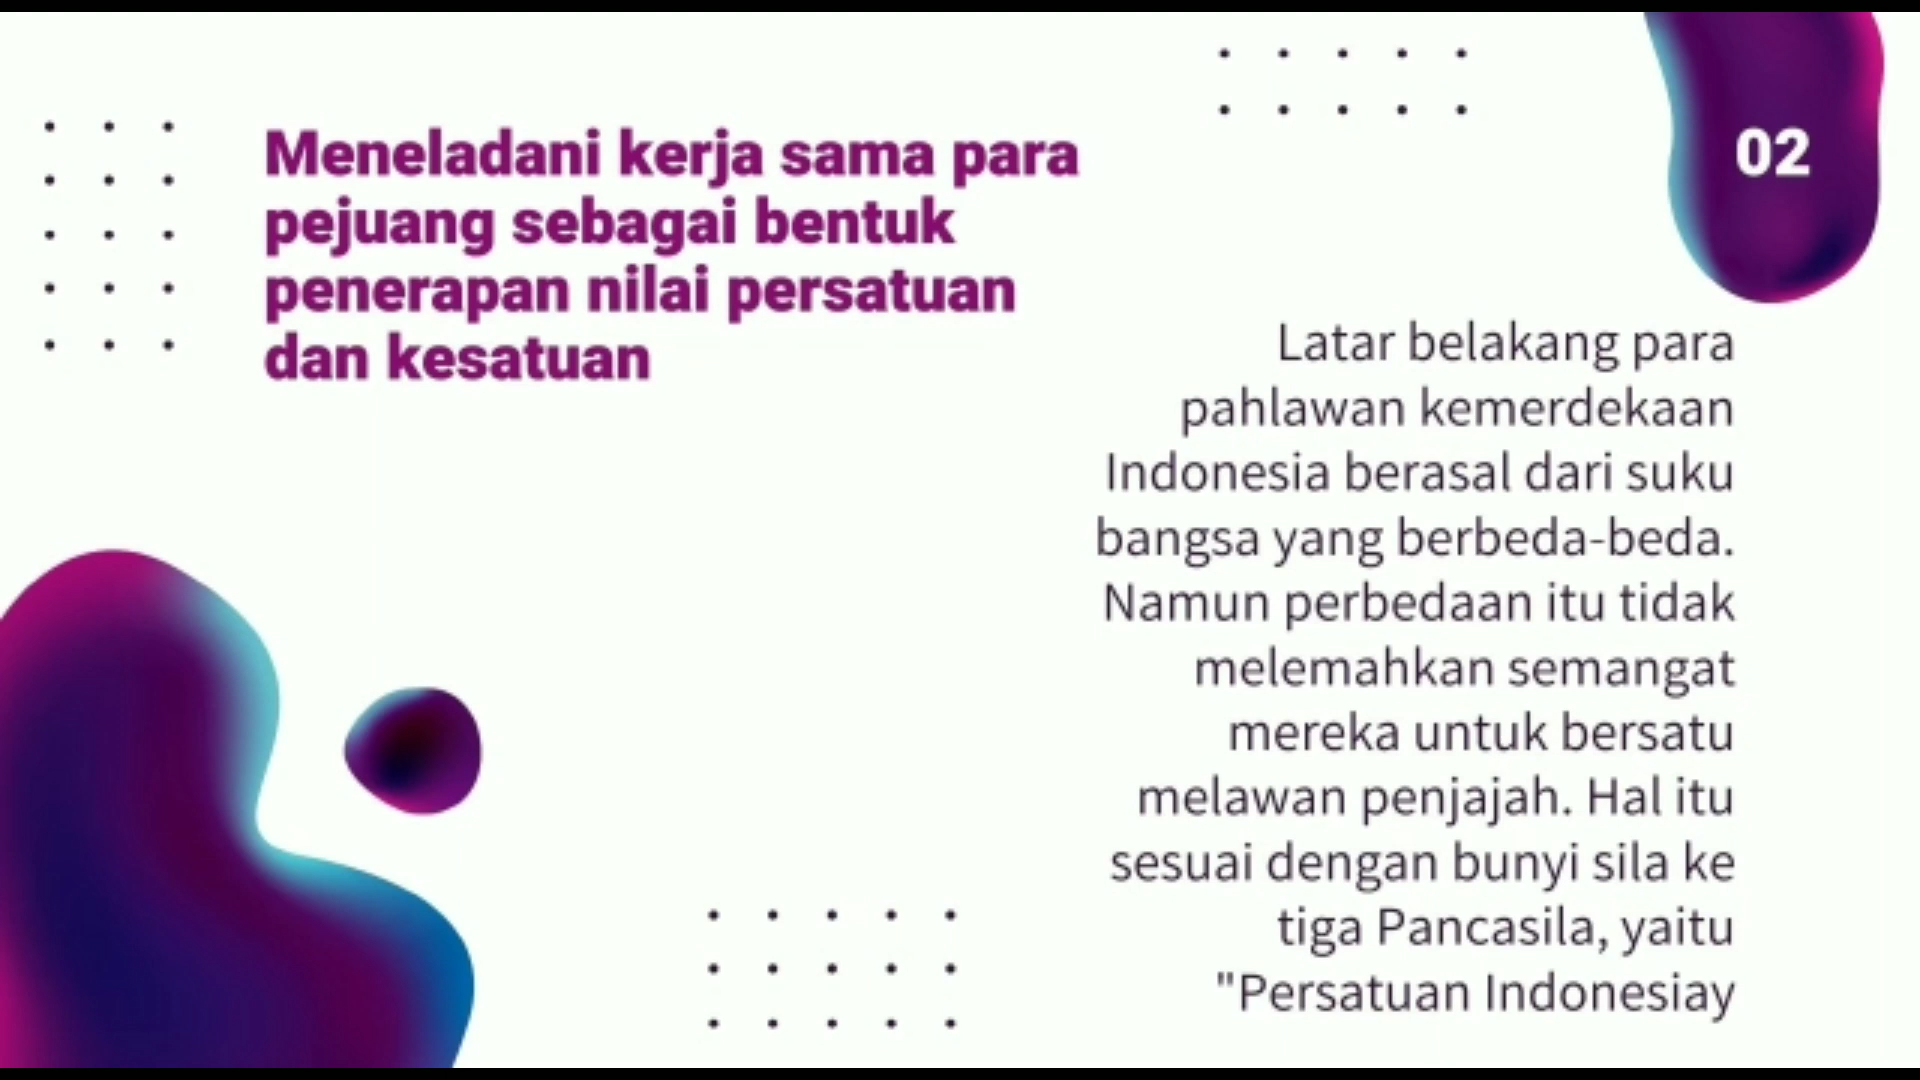 Meneladani kerja sama para
pejuang sebagai bentuk
penerapan nilai persatuan
dan kesatuan
02
Latar belakang para
pahlawan kemerdekaan
Indonesia berasal dari suku
bangsa yang berbeda-beda.
Namun perbedaan itu tidak
melemahkan semangat
mereka untuk bersatu
melawan penjajah. Hal itu
sesuai dengan bunyi sila ke
tiga Pancasila, yaitu
"Persatuan Indonesiay